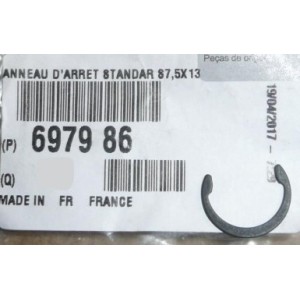 ANNEAU D'ARRET STANDAR 87,5X13
Peças de
19/04/2017 -
(P) 6979 86
(Q)
MADE IN FR FRANCE